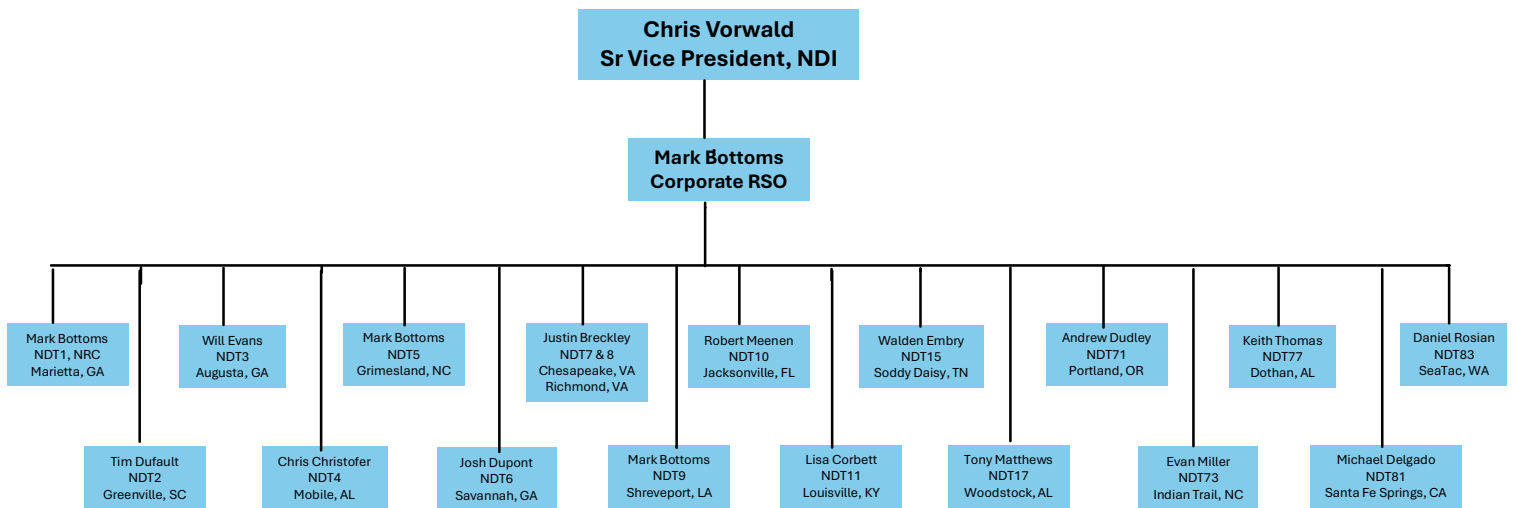 Chris Vorwald
Sr Vice President, NDI
Mark Bottoms
Corporate RSO
Mark Bottoms
NDT1, NRC
Marietta, GA
Will Evans
NDT3
Augusta, GA
Mark Bottoms
NDT5
Grimesland, NC
Justin Breckley
NDT7 & 8
Chesapeake, VA
Richmond, VA
Robert Meenen
NDT10
Jacksonville, FL
Walden Embry
NDT15
Soddy Daisy, TN
Andrew Dudley
NDT71
Portland, OR
Keith Thomas
NDT77
Dothan, AL
Daniel Rosian
NDT83
SeaTac, WA
Tim Dufault
NDT2
Greenville, SC
Chris Christofer
NDT4
Mobile, AL
Josh Dupont
NDT6
Savannah, GA
Mark Bottoms
NDT9
Shreveport, LA
Lisa Corbett
NDT11
Louisville, KY
Tony Matthews
NDT17
Woodstock, AL
Evan Miller
NDT73
Indian Trail, NC
Michael Delgado
NDT81
Santa Fe Springs, CA